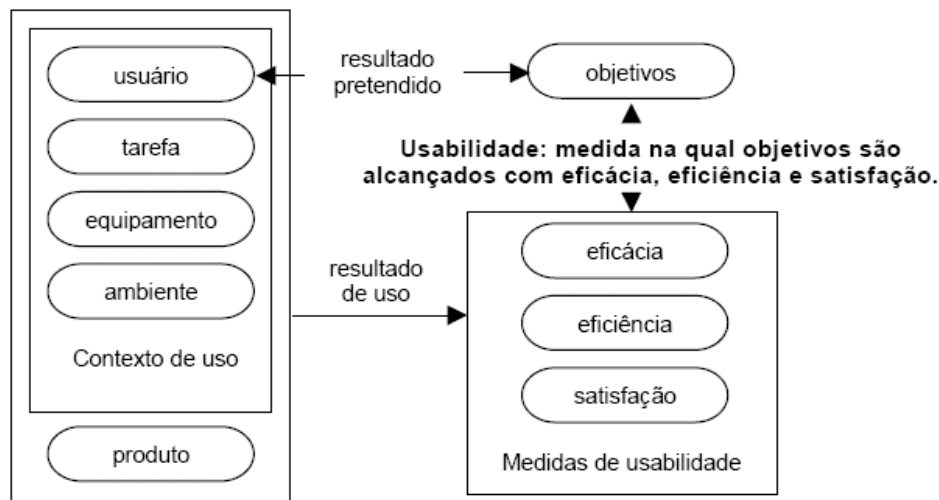 usuário
resultado
pretendido
objetivos
tarefa
Usabilidade: medida na qual objetivos são
alcançados com eficácia, eficiência e satisfação.
equipamento
ambiente
Contexto de uso
produto
resultado
de uso
eficácia
eficiência
satisfação
Medidas de usabilidade